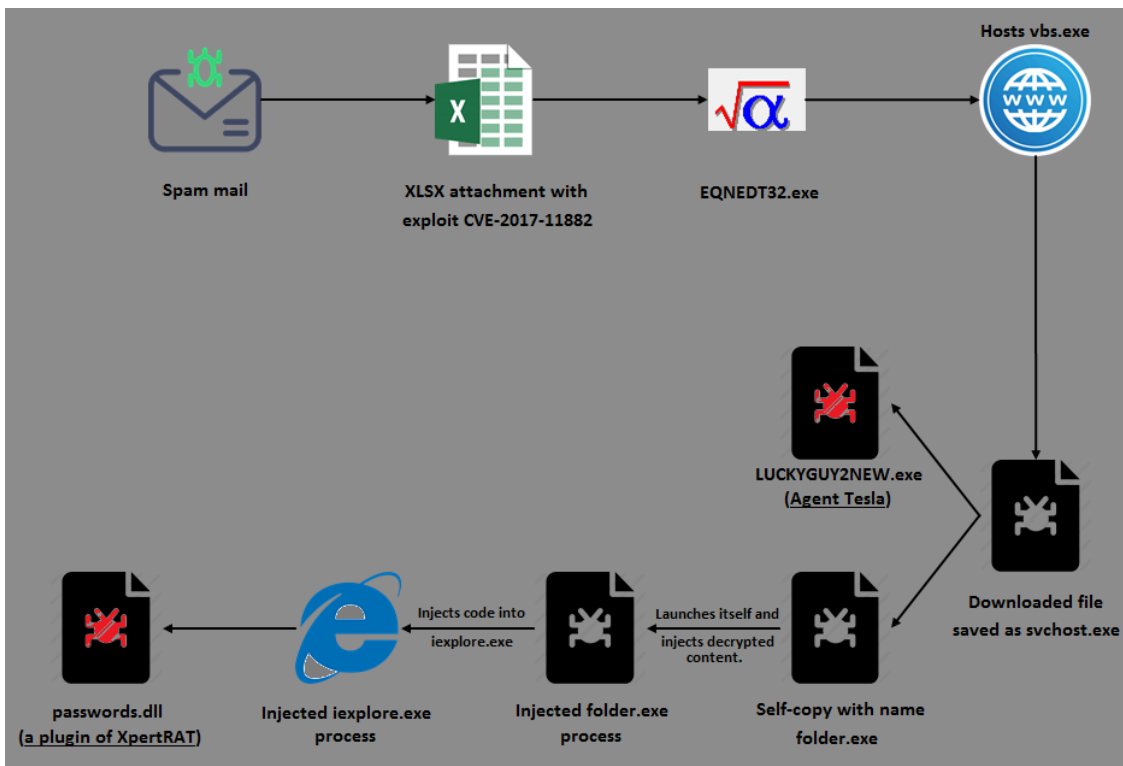 Hosts vbs.exe
WWW
X
√α
Spam mail
XLSX attachment with
exploit CVE-2017-11882
EQNEDT32.exe
LUCKYGUY2NEW.exe
(Agent Tesla)
Downloaded file
saved as svchost.exe
Launches itself and
injects decrypted
content.
Injects code into
iexplore.exe
e
Self-copy with name
folder.exe
Injected folder.exe
process
Injected iexplore.exe
process
passwords.dll
(a plugin of XpertRAT)